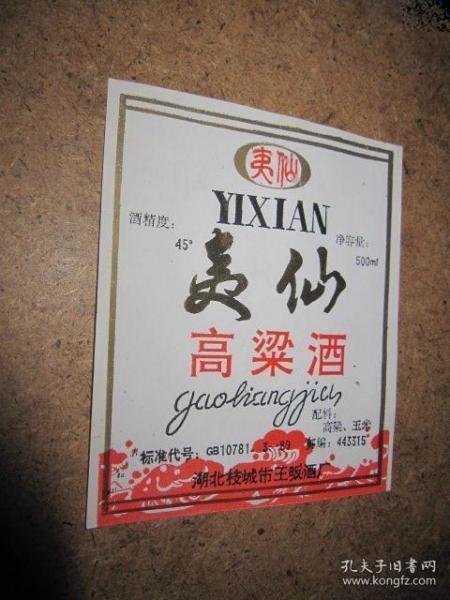 夷仙
YIXIAN
酒精度：
45°
净容量：
500ml
夷仙
高粱酒
gaoliangjiu
配料：
高粱、玉米
标准代号：GB10781．3—89 邮编：443315
湖北枝城市王畈酒厂
孔夫子旧书网
www.kongfz.com